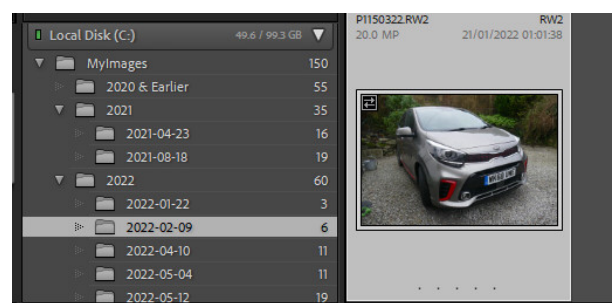 Local Disk (C:) 49.6 / 99.3 GB
MyImages 150
2020 & Earlier 55
2021 35
2021-04-23 16
2021-08-18 19
2022 60
2022-01-22 3
2022-02-09 6
2022-04-10 11
2022-05-04 11
2022-05-12 19
P1150322.RW2 RW2
20.0 MP 21/01/2022 01:01:38